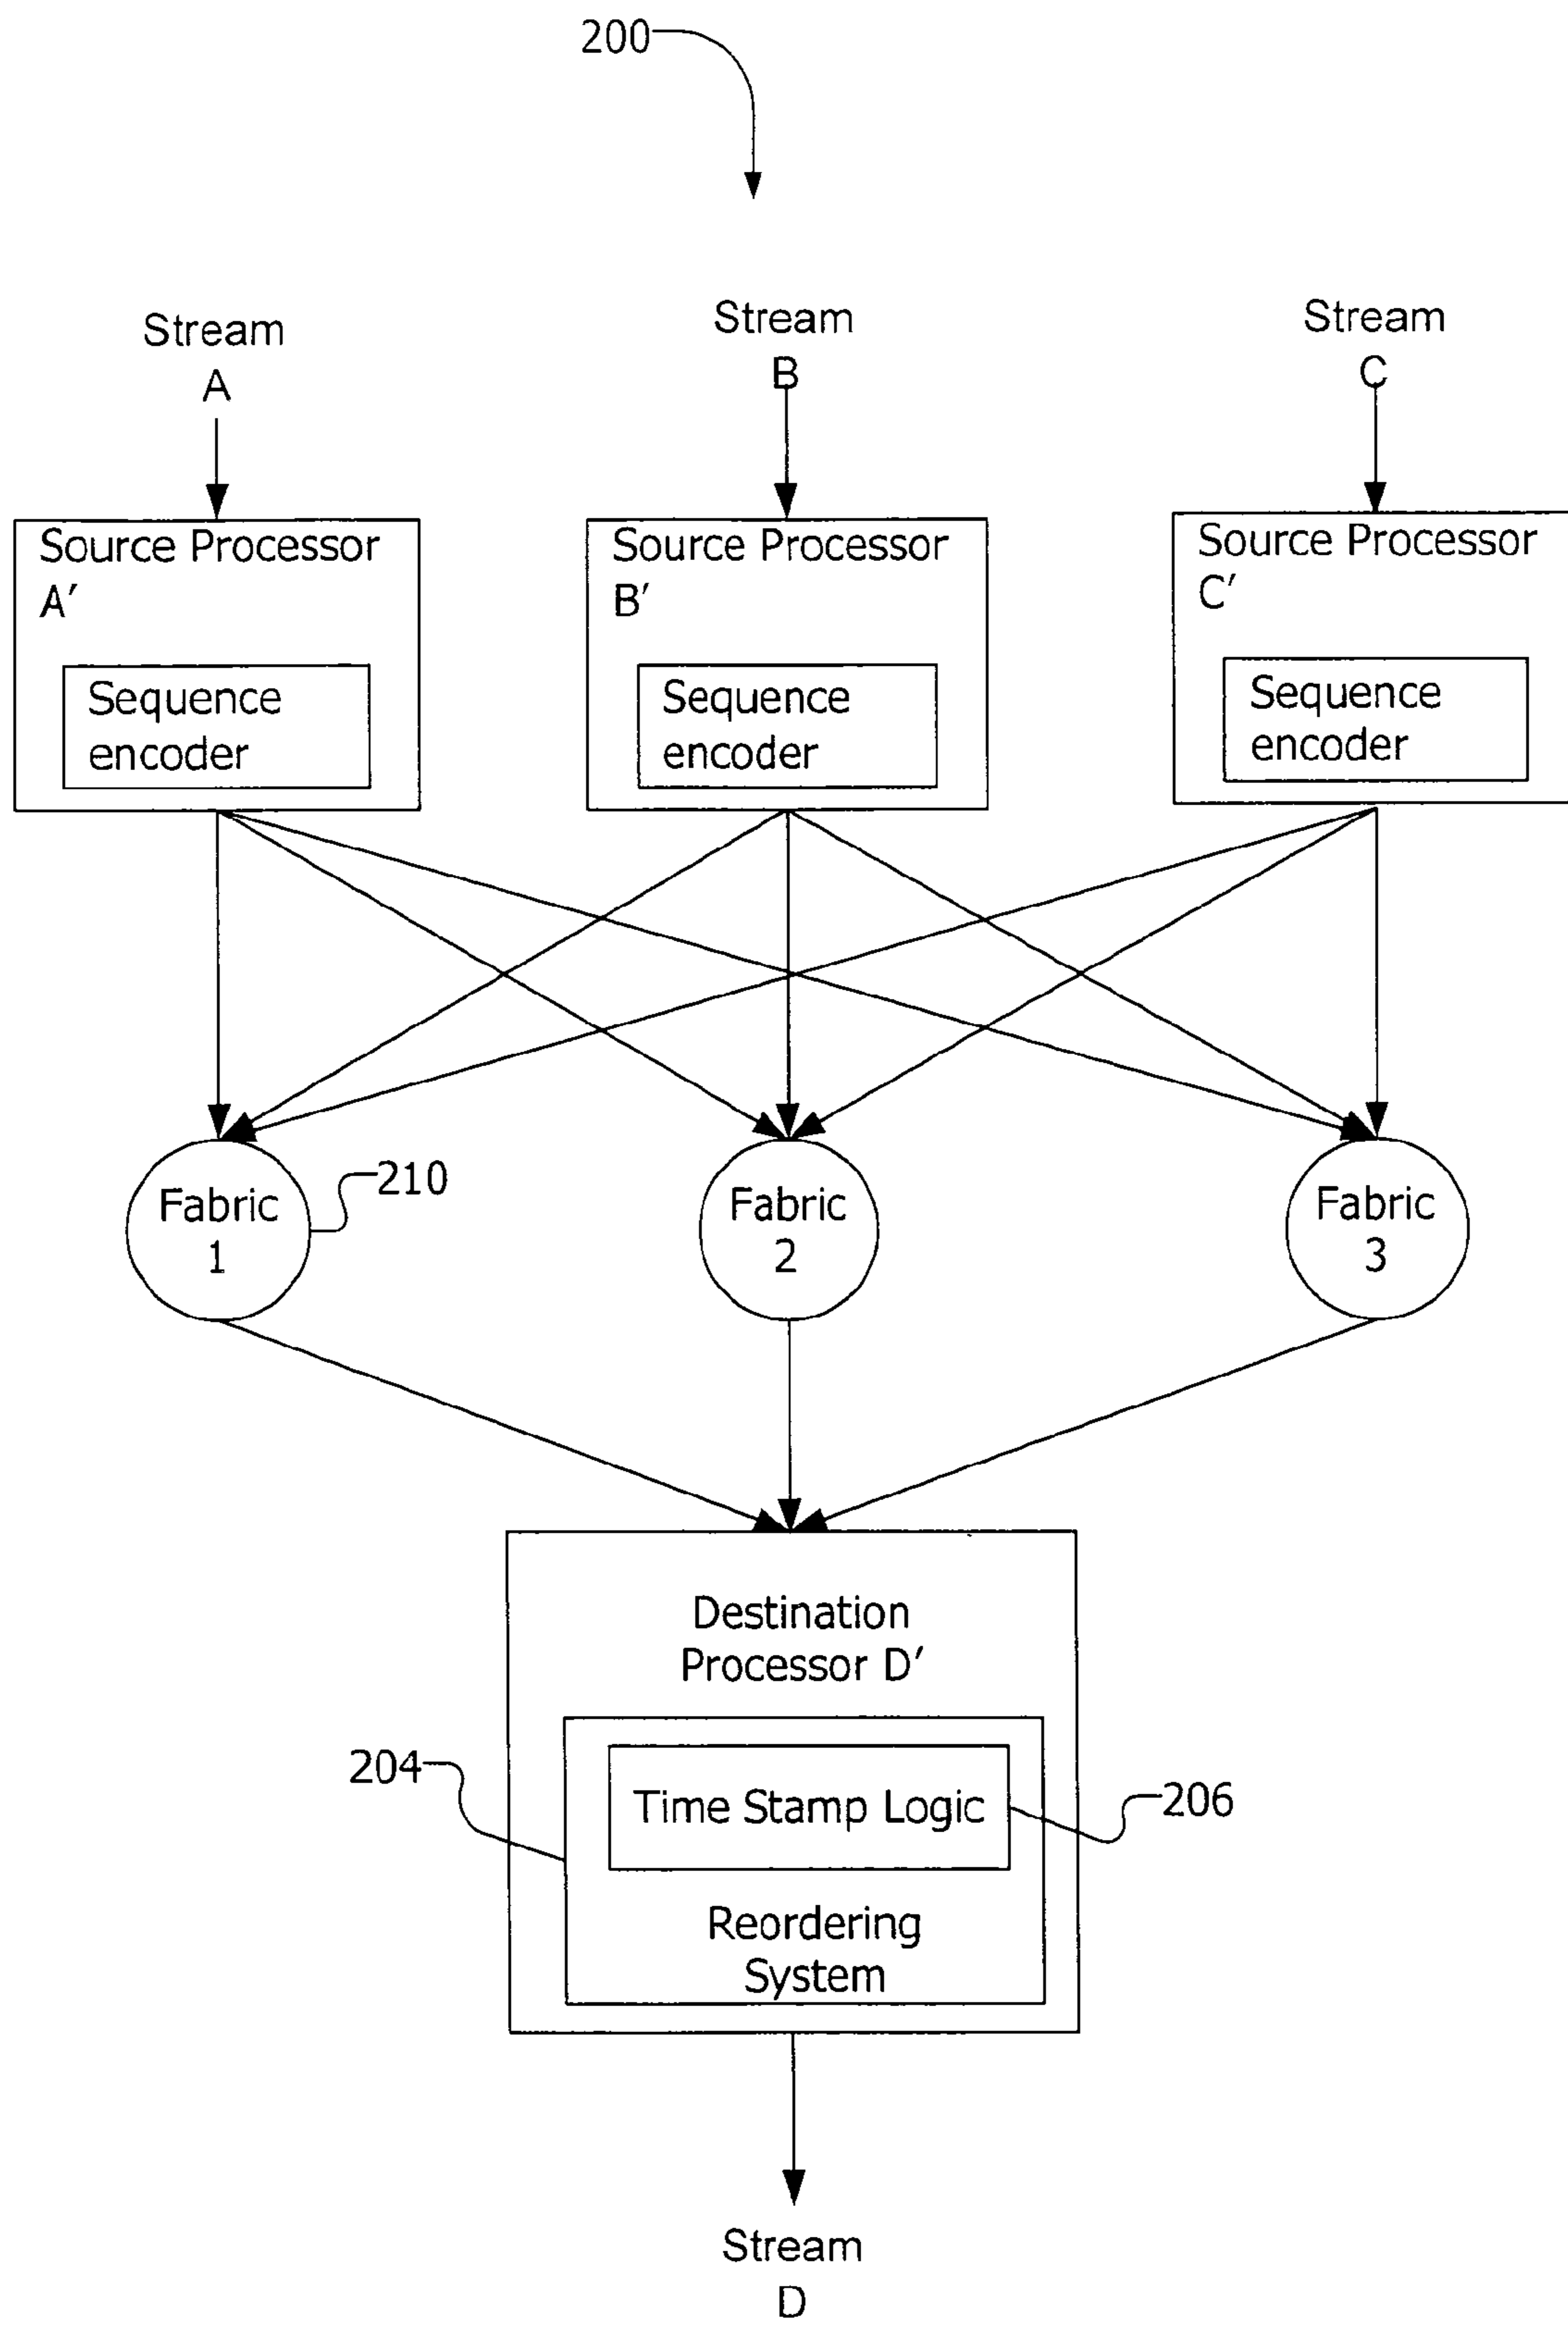 200
Stream
A
Stream
B
Stream
C
Source Processor
A′
Sequence
encoder
Source Processor
B′
Sequence
encoder
Source Processor
C′
Sequence
encoder
Fabric
1
210
Fabric
2
Fabric
3
Destination
Processor D′
204
Time Stamp Logic
206
Reordering
System
Stream
D